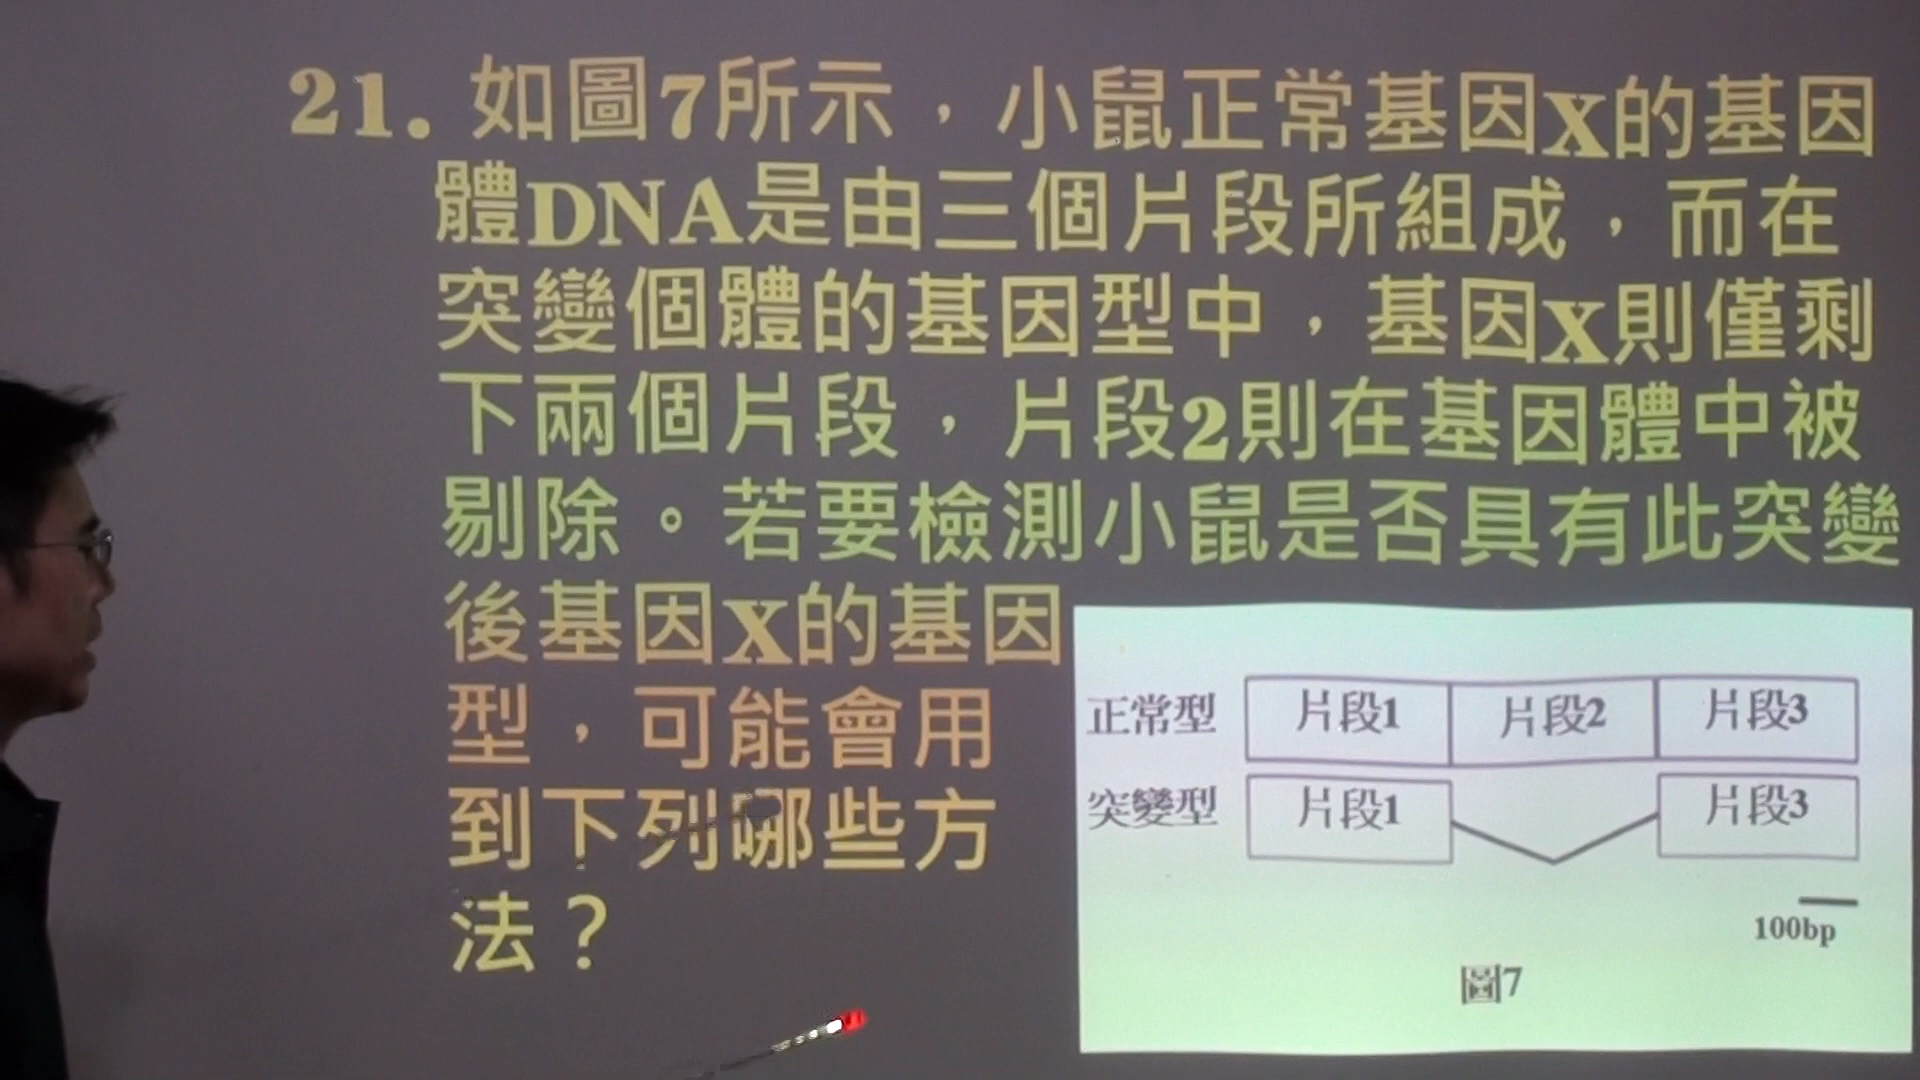 21. 如圖7所示，小鼠正常基因X的基因
體DNA是由三個片段所組成，而在
突變個體的基因型中，基因X則僅剩
下兩個片段，片段2則在基因體中被
剔除。若要檢測小鼠是否具有此突變
後基因X的基因
型，可能會用
到下列哪些方
法？
正常型 片段1 片段2 片段3
突變型 片段1 片段3
100bp
圖7